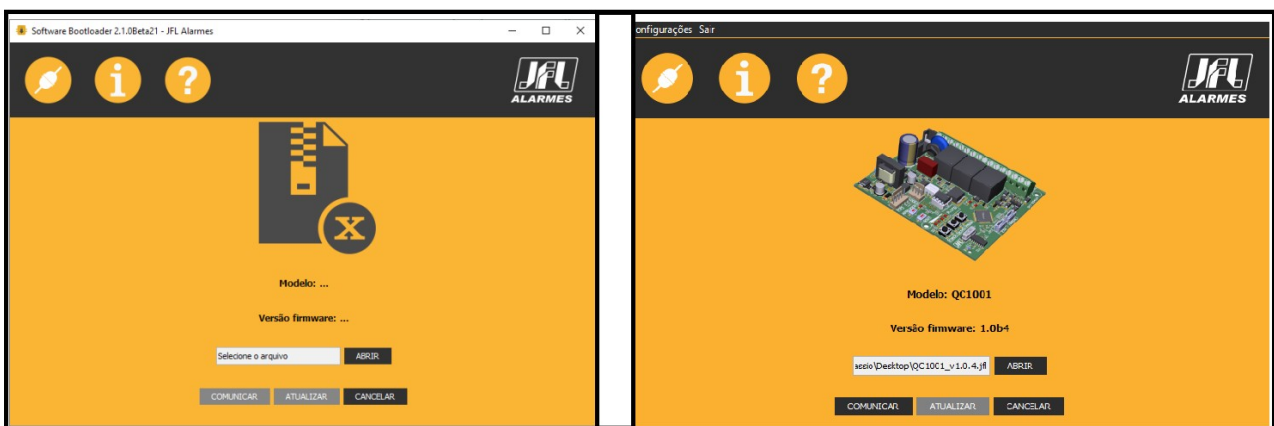 Software Bootloader 2.1.0Beta21 - JFL Alarmes
JFL
ALARMES
Modelo: ...
Versão firmware: ...
Selecione o arquivo
ABRIR
COMUNICAR
ATUALIZAR
CANCELAR
onfigurações Sair
JFL
ALARMES
Modelo: QC1001
Versão firmware: 1.0b4
assio\Desktop\QC1001_v1.0.4.jfl
ABRIR
COMUNICAR
ATUALIZAR
CANCELAR